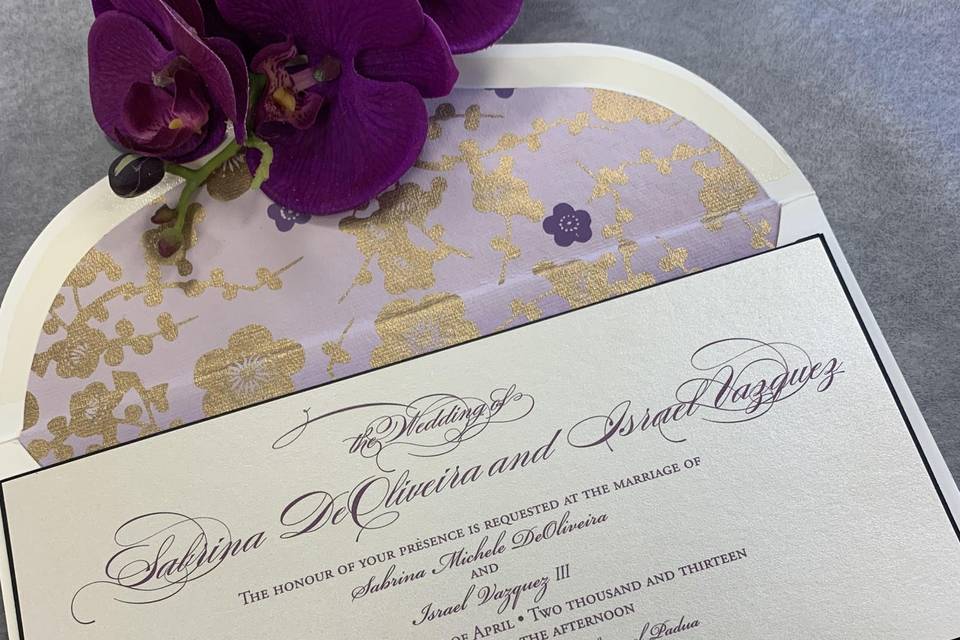 the Wedding of
Sabrina DeOliveira and Israel Vazquez
The honour of your prèsence is requested at the marriage of
Sabrina Michele DeOliveira
and
Israel Vazquez III
of April • Two thousand and thirteen
the afternoon
Padua